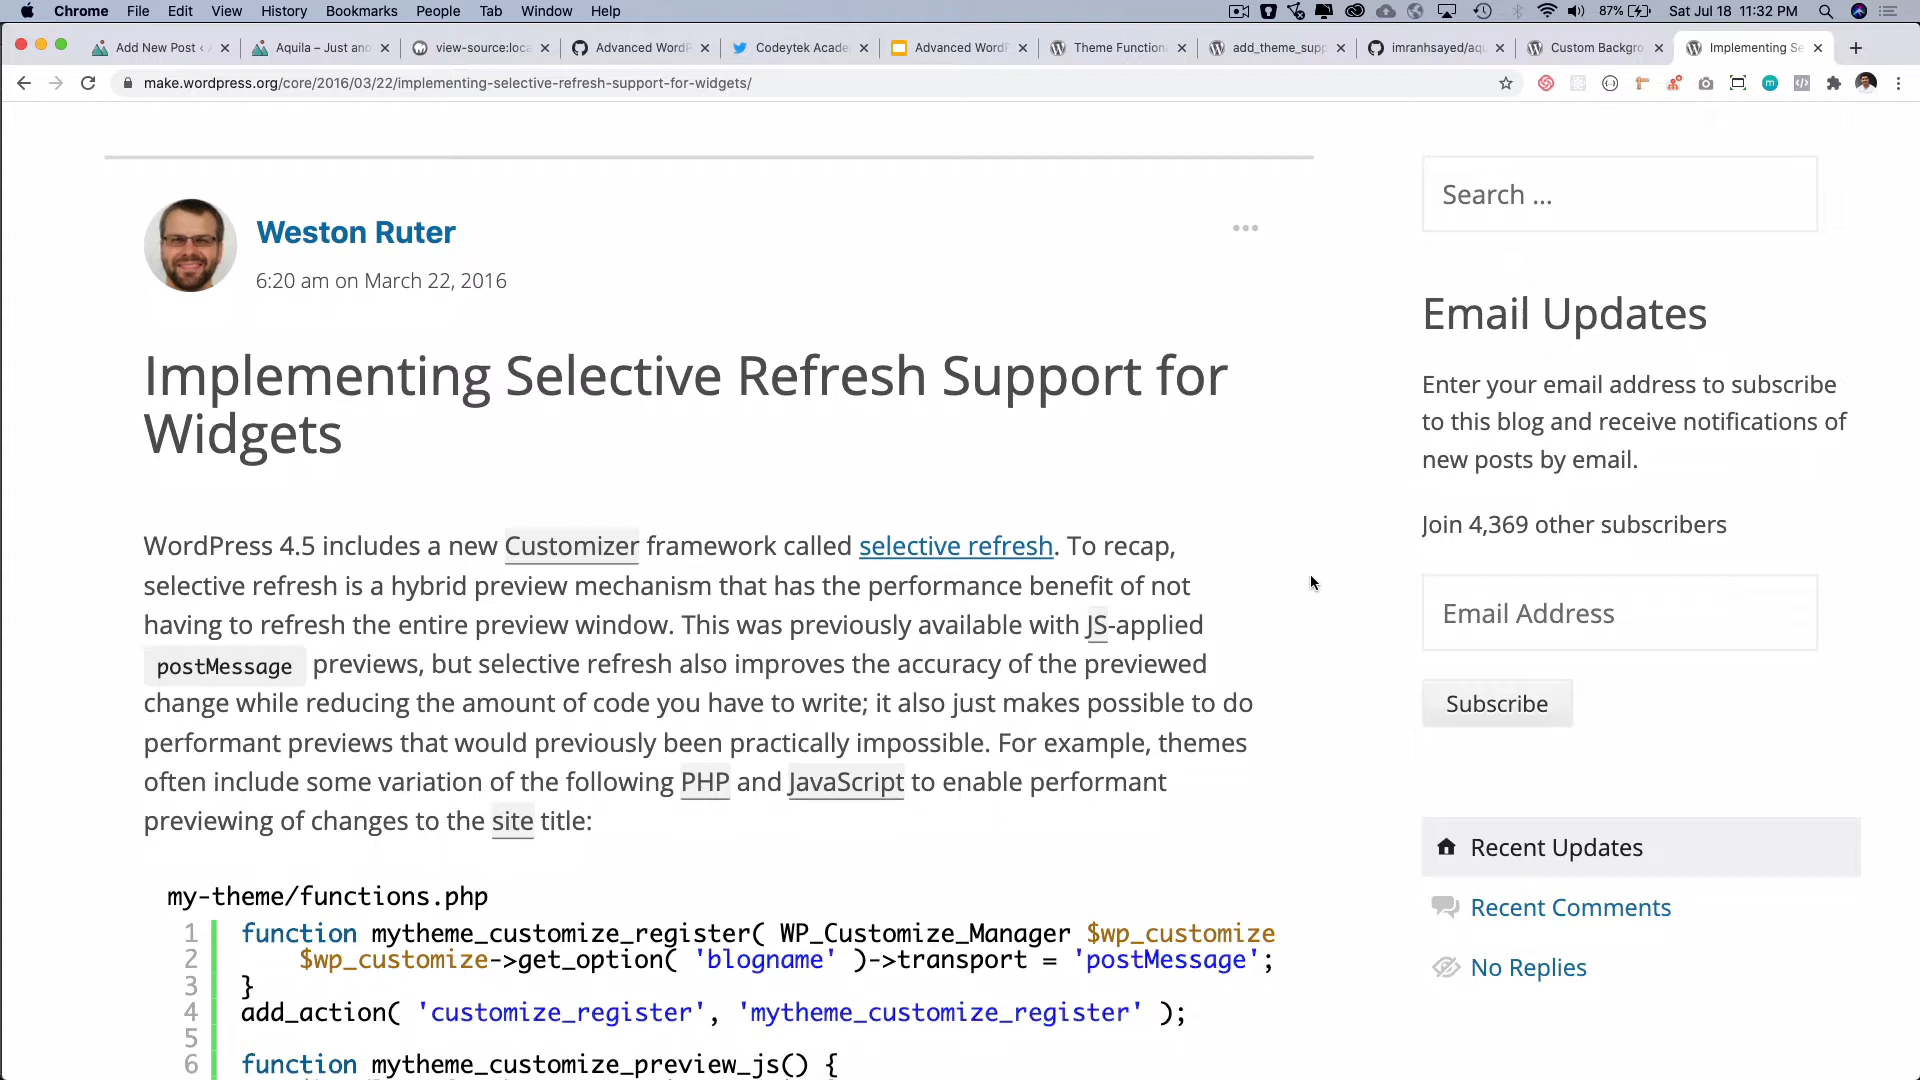 Chrome File Edit View History Bookmarks People Tab Window Help 87% Sat Jul 18 11:32 PM
Add New Post ‹ Aquila – Just an view-source:loca Advanced WordP Codeytek Acade Advanced Word Theme Function add_theme_supp imranhsayed/aq Custom Backgro Implementing Se
make.wordpress.org/core/2016/03/22/implementing-selective-refresh-support-for-widgets/
Weston Ruter
6:20 am on March 22, 2016
Implementing Selective Refresh Support for
Widgets
WordPress 4.5 includes a new Customizer framework called selective refresh. To recap,
selective refresh is a hybrid preview mechanism that has the performance benefit of not
having to refresh the entire preview window. This was previously available with JS-applied
postMessage previews, but selective refresh also improves the accuracy of the previewed
change while reducing the amount of code you have to write; it also just makes possible to do
performant previews that would previously been practically impossible. For example, themes
often include some variation of the following PHP and JavaScript to enable performant
previewing of changes to the site title:
my-theme/functions.php
1 function mytheme_customize_register( WP_Customize_Manager $wp_customize
2 $wp_customize->get_option( 'blogname' )->transport = 'postMessage';
3 }
4 add_action( 'customize_register', 'mytheme_customize_register' );
5
6 function mytheme_customize_preview_js() {
Search ...
Email Updates
Enter your email address to subscribe
to this blog and receive notifications of
new posts by email.
Join 4,369 other subscribers
Email Address
Subscribe
Recent Updates
Recent Comments
No Replies